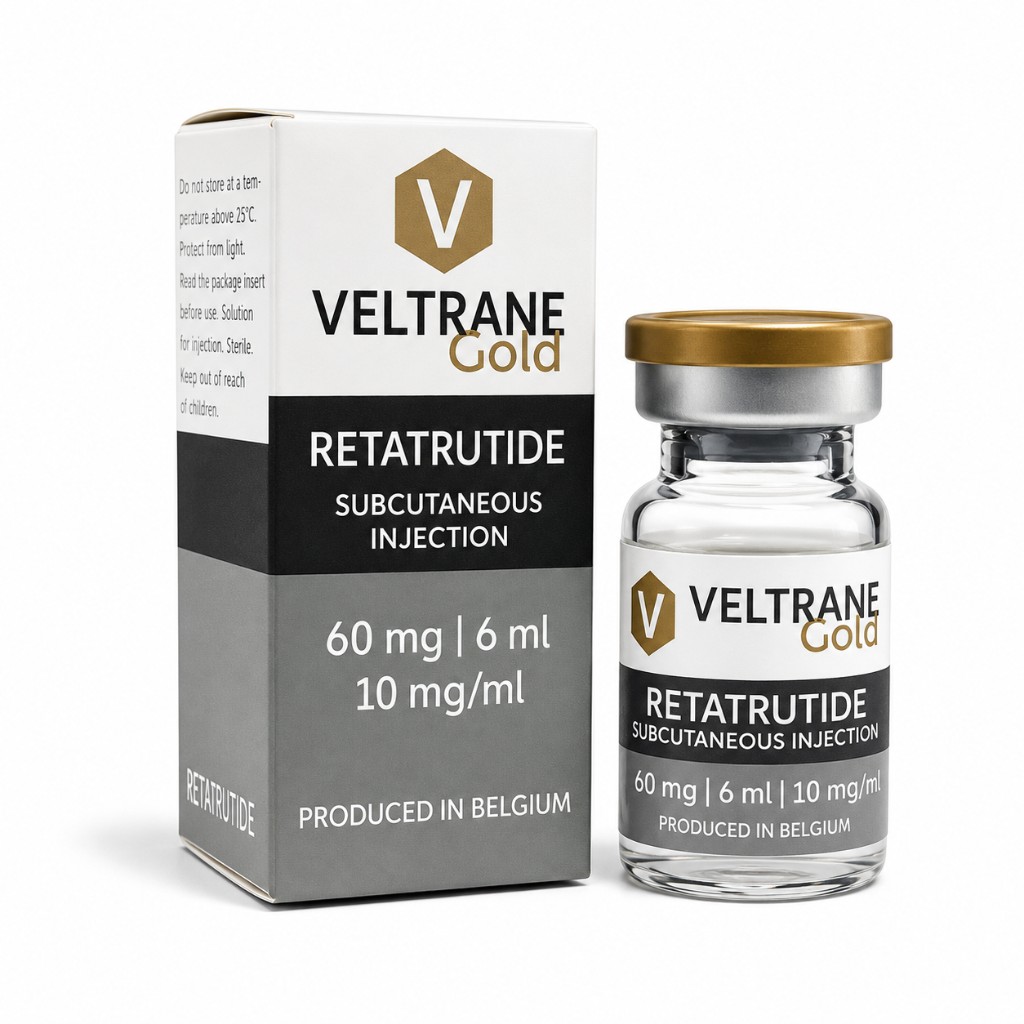 Do not store at a tem-
perature above 25°C.
Protect from light.
Read the package insert
before use. Solution
for injection. Sterile.
Keep out of reach
of children.
RETATRUTIDE
V
VELTRANE
Gold
RETATRUTIDE
SUBCUTANEOUS
INJECTION
60 mg | 6 ml
10 mg/ml
PRODUCED IN BELGIUM
V
VELTRANE
Gold
RETATRUTIDE
SUBCUTANEOUS INJECTION
60 mg | 6 ml | 10 mg/ml
PRODUCED IN BELGIUM